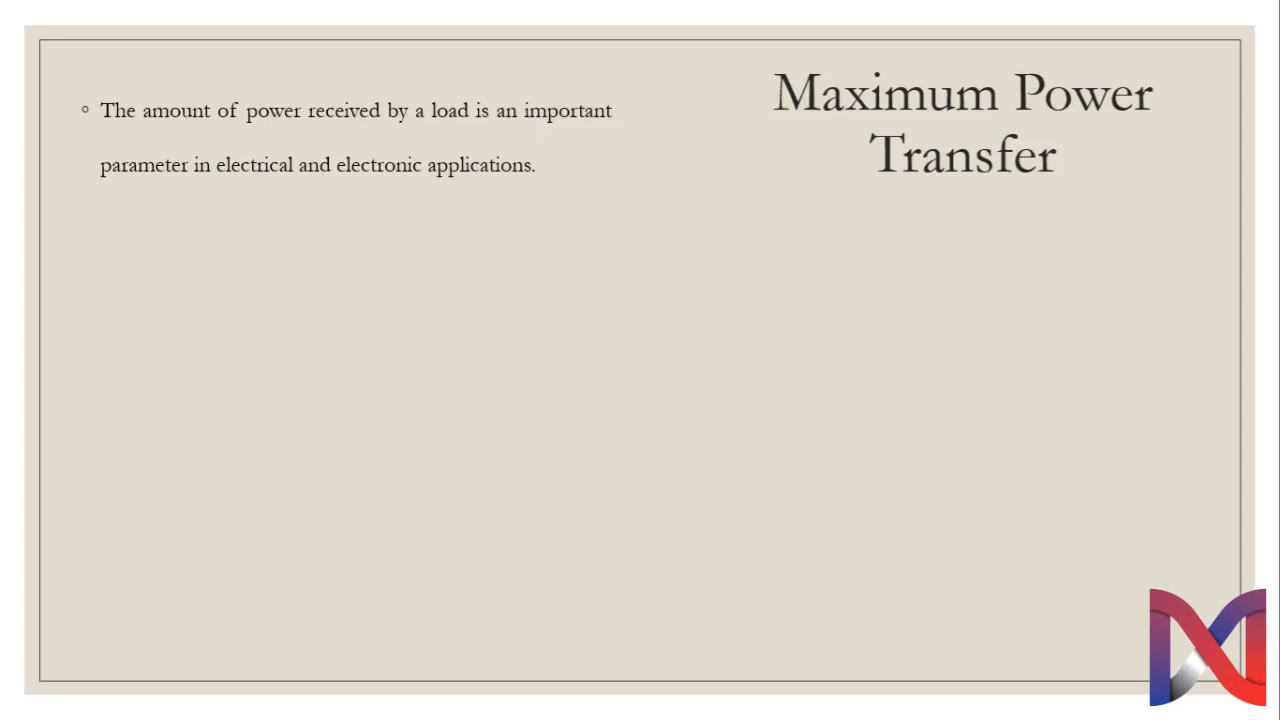 Maximum Power
Transfer
◦ The amount of power received by a load is an important
parameter in electrical and electronic applications.